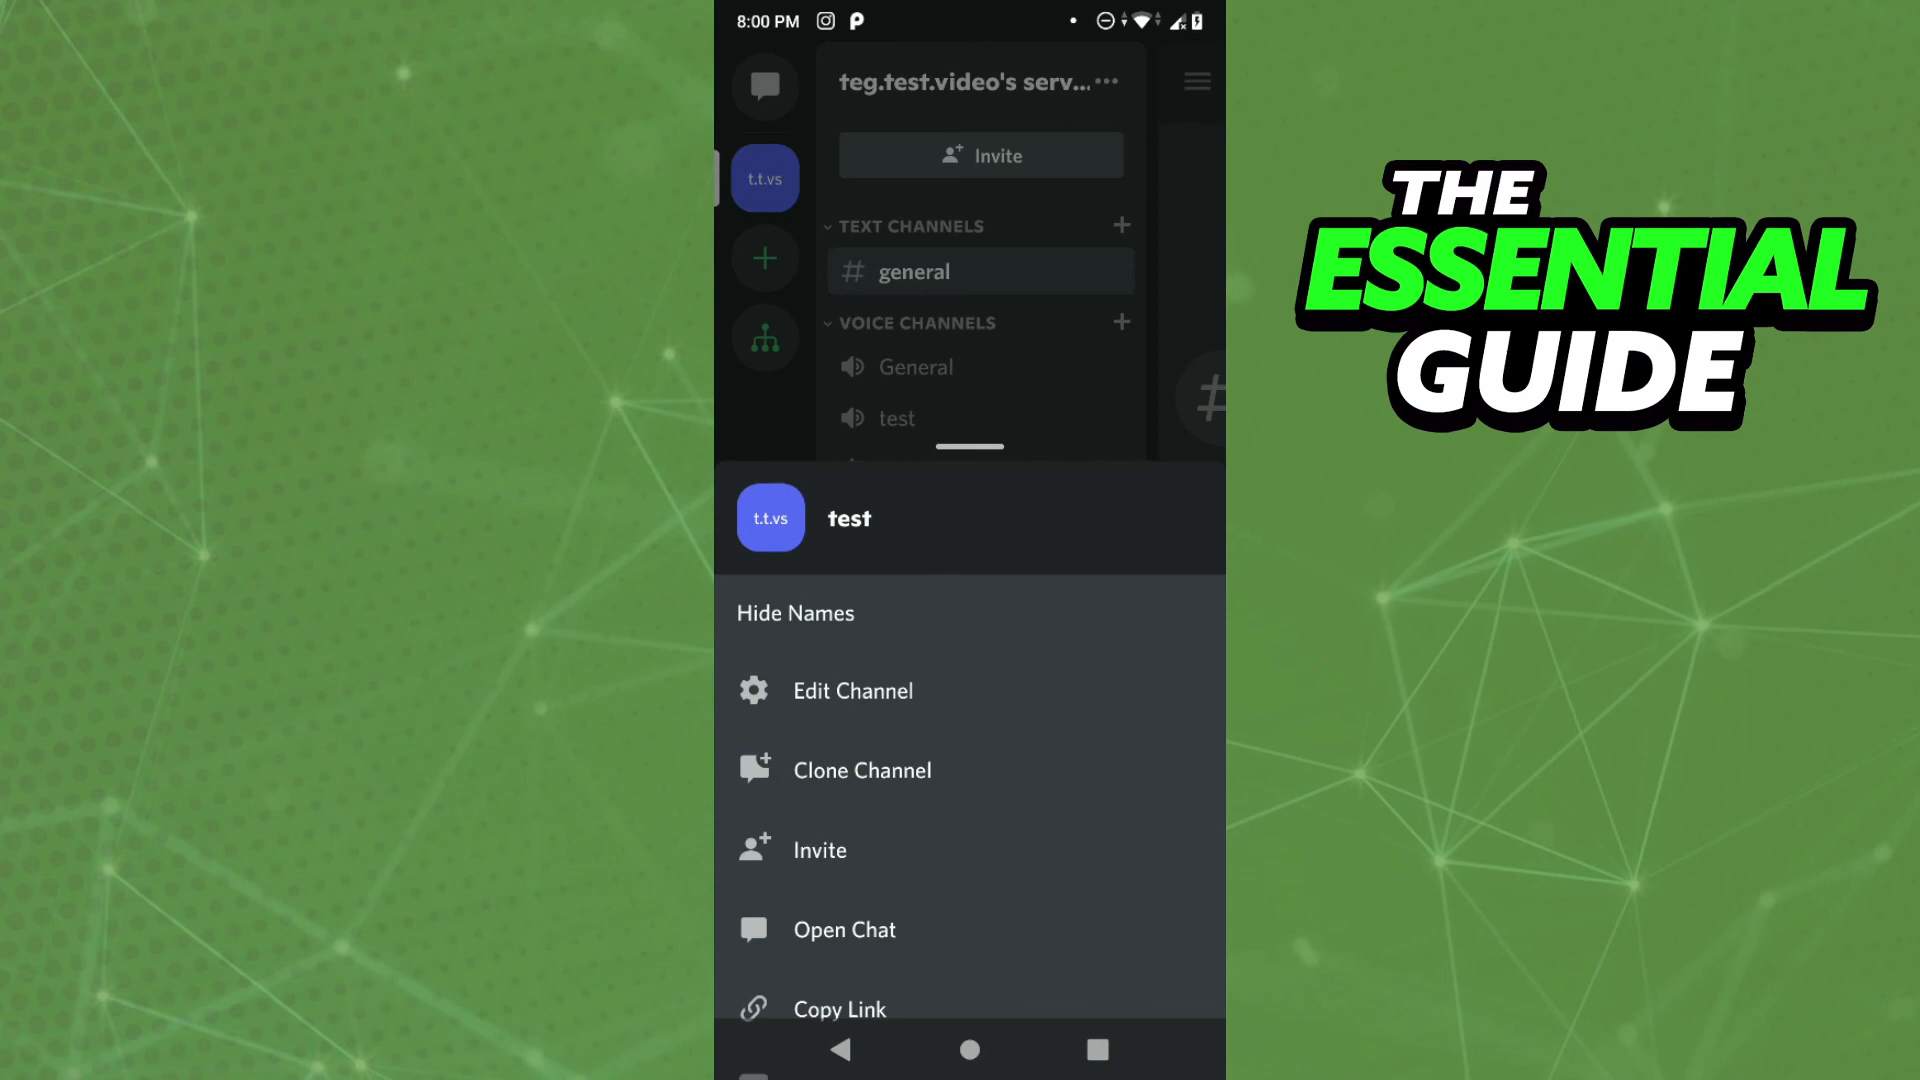 8:00 PM
teg.test.video's serv...
Invite
t.t.vs
TEXT CHANNELS
# general
VOICE CHANNELS
General
test
#
t.t.vs
test
Hide Names
Edit Channel
Clone Channel
Invite
Open Chat
Copy Link
THE
ESSENTIAL
GUIDE